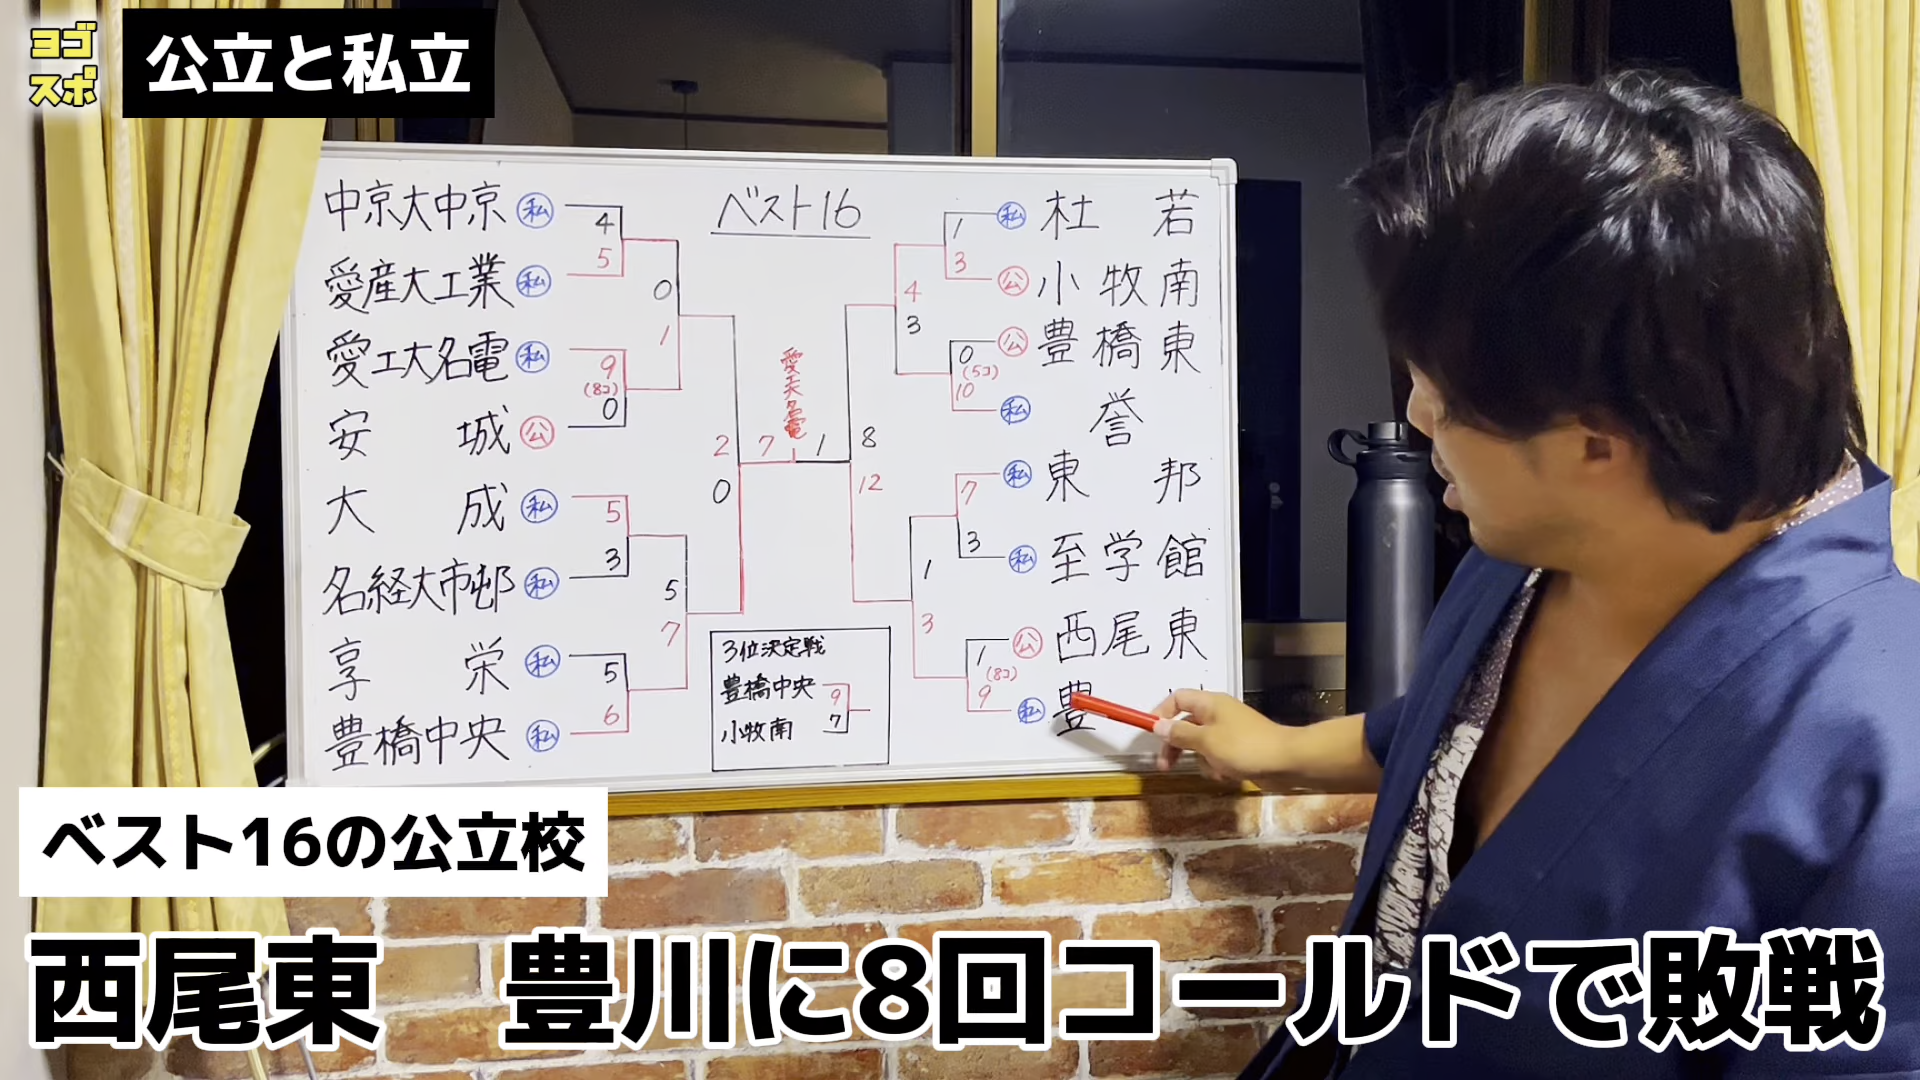 ヨゴ
スポ
公立と私立
ベスト16
中京大中京 私 4
愛産大工業 私 5
愛工大名電 私 9
(8コ)
安城 公 0
大成 私 5
名経大市邨 私 3
享栄 私 5
豊橋中央 私 6
0
1
5
7
2
0
7
愛工大名電
1
8
12
4
3
1
3
1 私 杜若
3 公 小牧南
0 公 豊橋東
(5コ)
10 私 誉
7 私 東邦
3 私 至学館
1 公 西尾東
(8コ)
9 私 豊川
3位決定戦
豊橋中央 9
小牧南 7
ベスト16の公立校
西尾東 豊川に8回コールドで敗戦